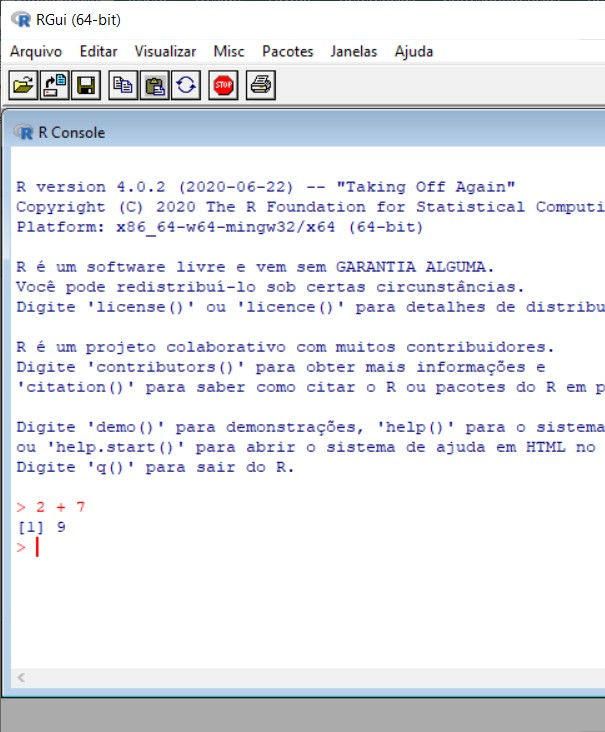 RGui (64-bit)
Arquivo Editar Visualizar Misc Pacotes Janelas Ajuda
STOP
R Console
R version 4.0.2 (2020-06-22) -- "Taking Off Again"
Copyright (C) 2020 The R Foundation for Statistical Computi
Platform: x86_64-w64-mingw32/x64 (64-bit)
R é um software livre e vem sem GARANTIA ALGUMA.
Você pode redistribuí-lo sob certas circunstâncias.
Digite 'license()' ou 'licence()' para detalhes de distribu
R é um projeto colaborativo com muitos contribuidores.
Digite 'contributors()' para obter mais informações e
'citation()' para saber como citar o R ou pacotes do R em p
Digite 'demo()' para demonstrações, 'help()' para o sistema
ou 'help.start()' para abrir o sistema de ajuda em HTML no
Digite 'q()' para sair do R.
> 2 + 7
[1] 9
>